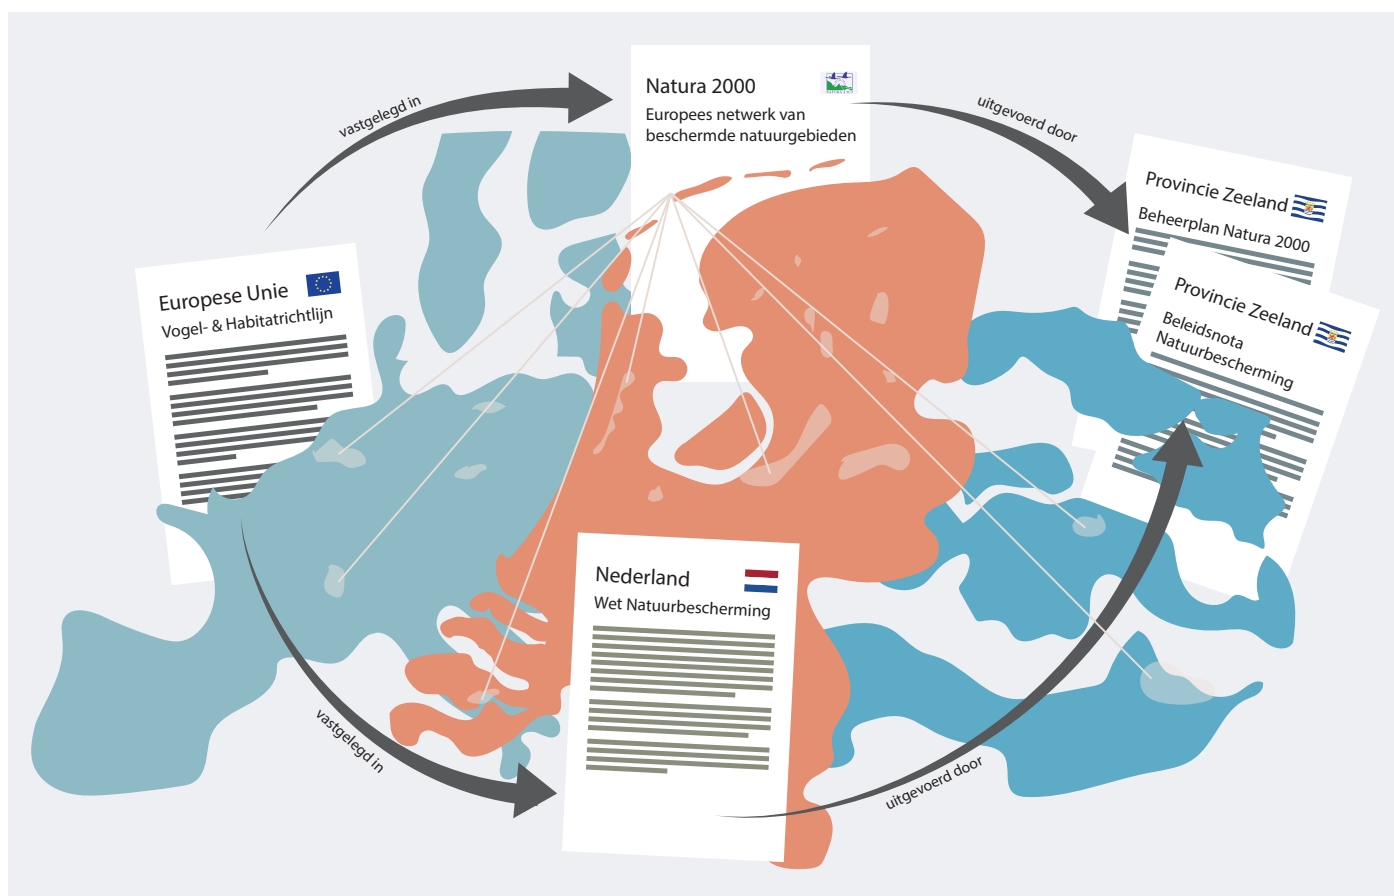 vastgelegd in
Natura 2000
Europees netwerk van
beschermde natuurgebieden
uitgevoerd door
Provincie Zeeland
Beheerplan Natura 2000
Provincie Zeeland
Beleidsnota
Natuurbescherming
Europese Unie
Vogel- & Habitatrichtlijn
Nederland
Wet Natuurbescherming
vastgelegd in
uitgevoerd door